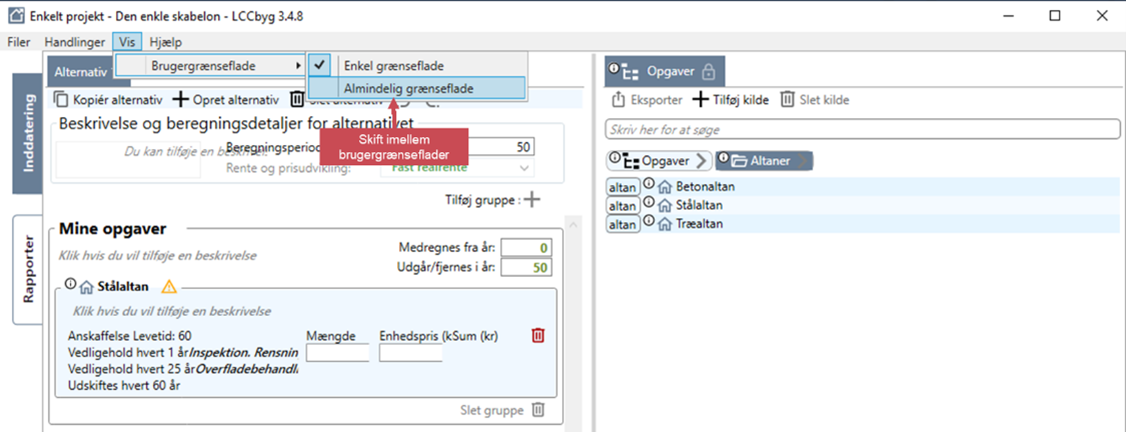 Enkelt projekt - Den enkle skabelon - LCCbyg 3.4.8
Filer Handlinger Vis Hjælp
Brugergrænseflade
Enkel grænseflade
Almindelig grænseflade
Skift imellem
brugergrænseflader
Inddatering
Rapporter
Alternativ
Kopiér alternativ Opret alternativ Slet alternativ
Beskrivelse og beregningsdetaljer for alternativet
Du kan tilføje en beskrivelse
Beregningsperiode 50
Rente og prisudvikling: Fast realrente
Tilføj gruppe :
Mine opgaver
Klik hvis du vil tilføje en beskrivelse
Medregnes fra år: 0
Udgår/fjernes i år: 50
Stålaltan
Klik hvis du vil tilføje en beskrivelse
Anskaffelse Levetid: 60 Mængde Enhedspris (kSum (kr)
Vedligehold hvert 1 årInspektion. Rensnin
Vedligehold hvert 25 årOverfladebehandl
Udskiftes hvert 60 år
Slet gruppe
Opgaver
Eksporter Tilføj kilde Slet kilde
Skriv her for at søge
Opgaver Altaner
altan Betonaltan
altan Stålaltan
altan Træaltan